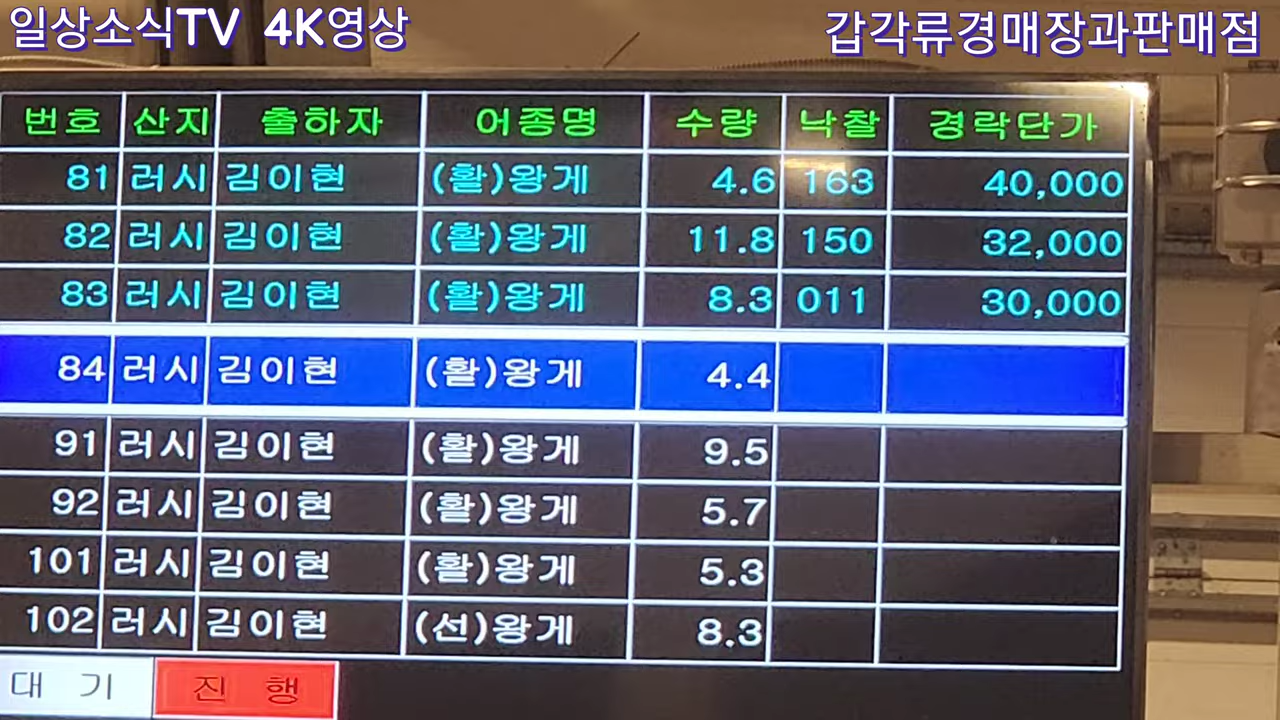 일상소식TV 4K영상
갑각류경매장과판매점
번호 산지 출하자 어종명 수량 낙찰 경락단가
81 러시 김이현 (활)왕게 4.6 163 40,000
82 러시 김이현 (활)왕게 11.8 150 32,000
83 러시 김이현 (활)왕게 8.3 011 30,000
84 러시 김이현 (활)왕게 4.4
91 러시 김이현 (활)왕게 9.5
92 러시 김이현 (활)왕게 5.7
101 러시 김이현 (활)왕게 5.3
102 러시 김이현 (선)왕게 8.3
대 기 진 행